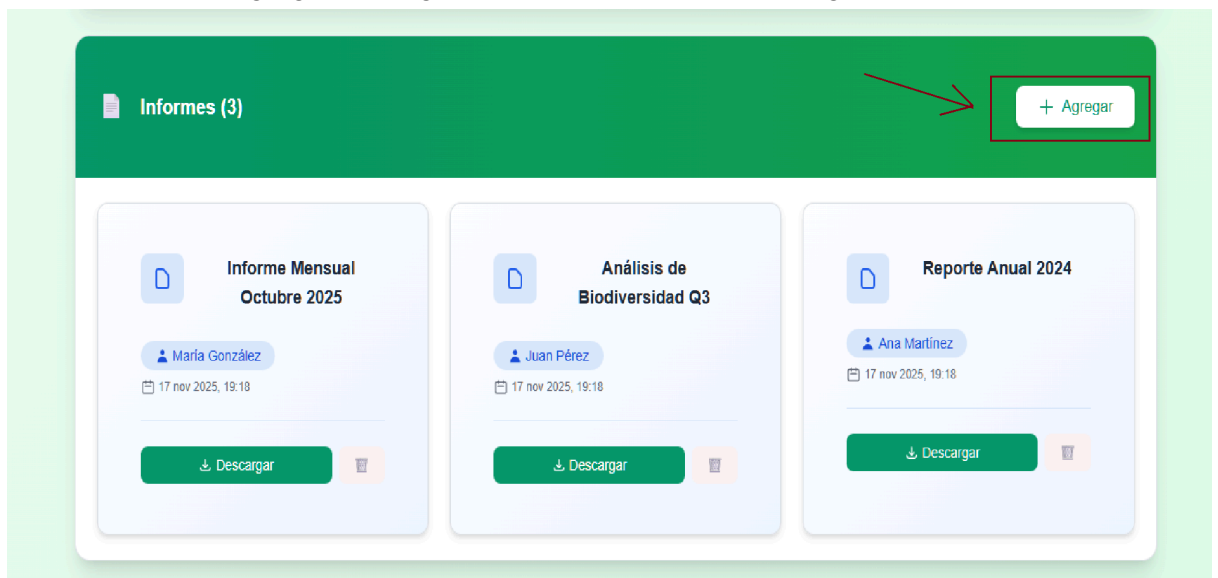 Informes (3)
+ Agregar
Informe Mensual
Octubre 2025
María González
17 nov 2025, 19:18
Descargar
Análisis de
Biodiversidad Q3
Juan Pérez
17 nov 2025, 19:18
Descargar
Reporte Anual 2024
Ana Martínez
17 nov 2025, 19:18
Descargar